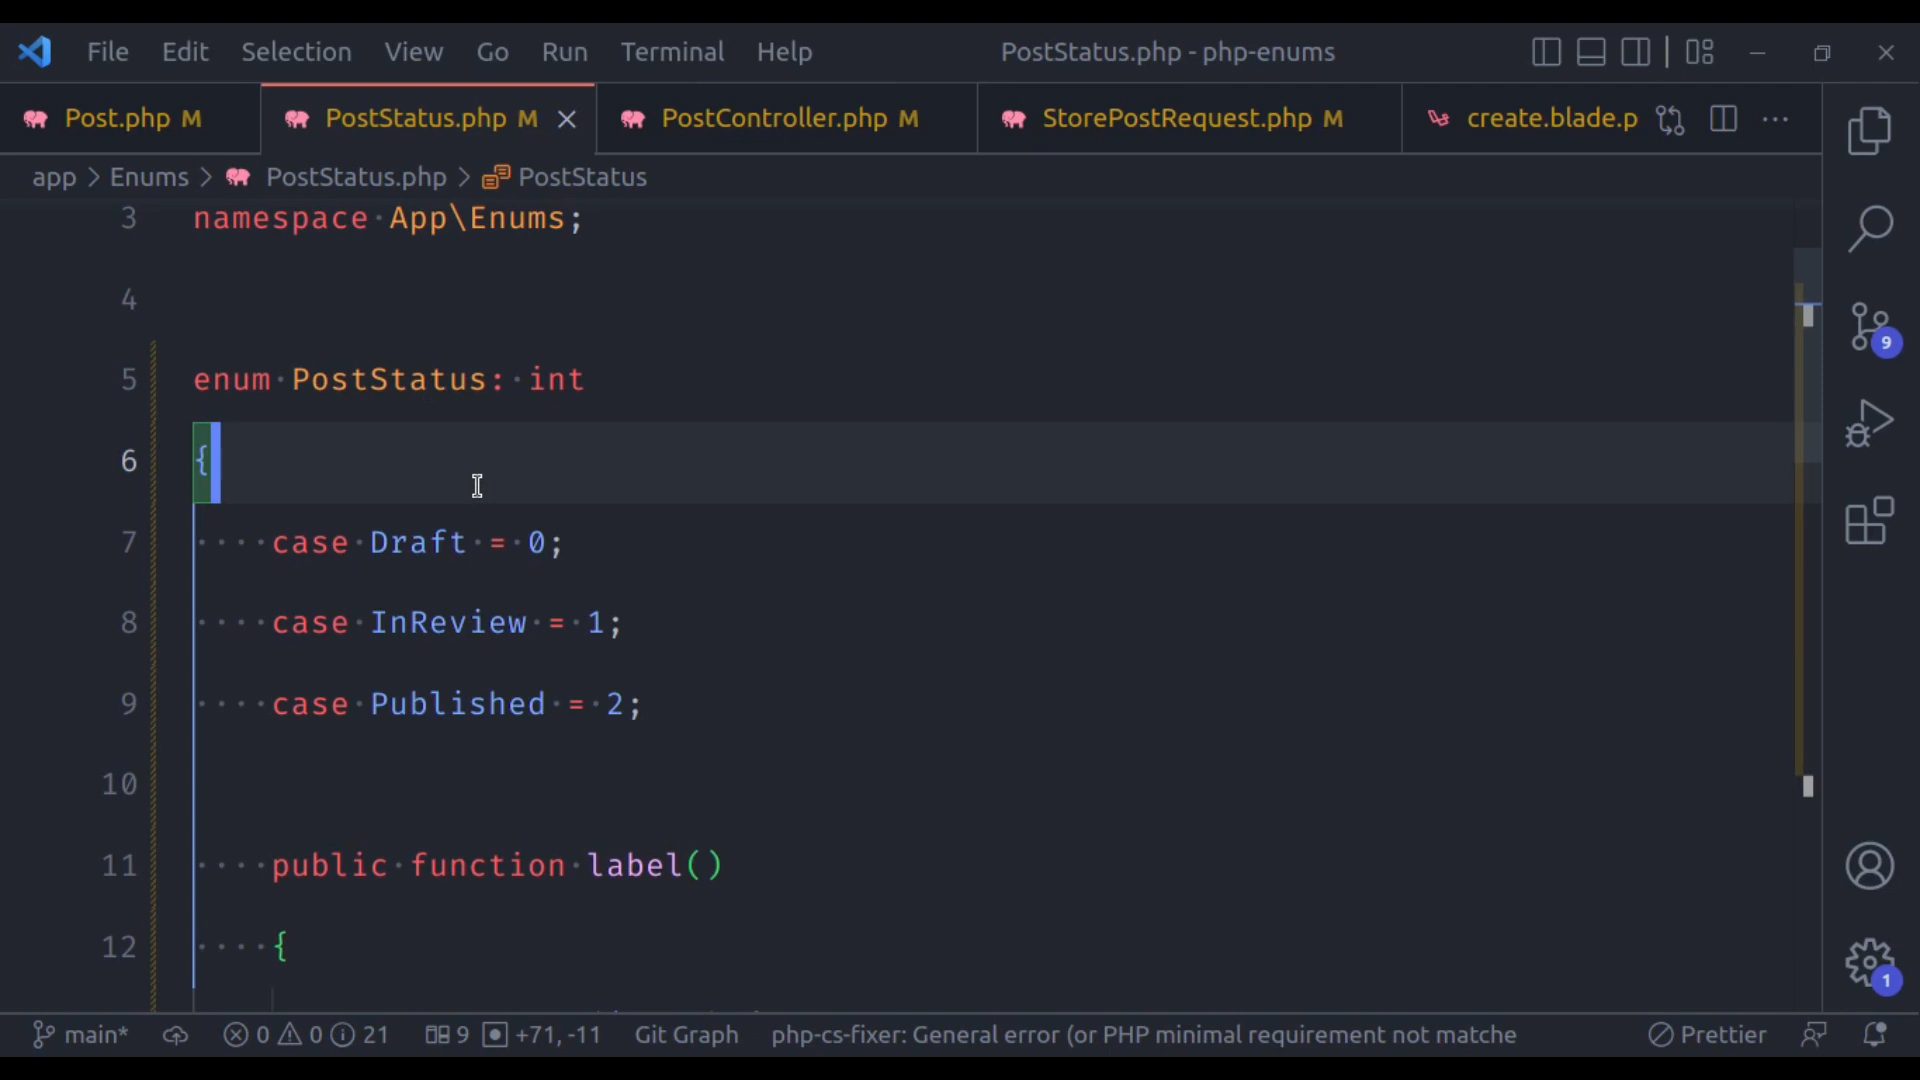 File Edit Selection View Go Run Terminal Help PostStatus.php - php-enums
Post.php M PostStatus.php M PostController.php M StorePostRequest.php M create.blade.p
app > Enums > PostStatus.php > PostStatus
3 namespace App\Enums;
4
5 enum PostStatus: int
6 {
7 case Draft = 0;
8 case InReview = 1;
9 case Published = 2;
10
11 public function label()
12 {
9
1
main* 0 0 21 9 +71, -11 Git Graph php-cs-fixer: General error (or PHP minimal requirement not matche Prettier